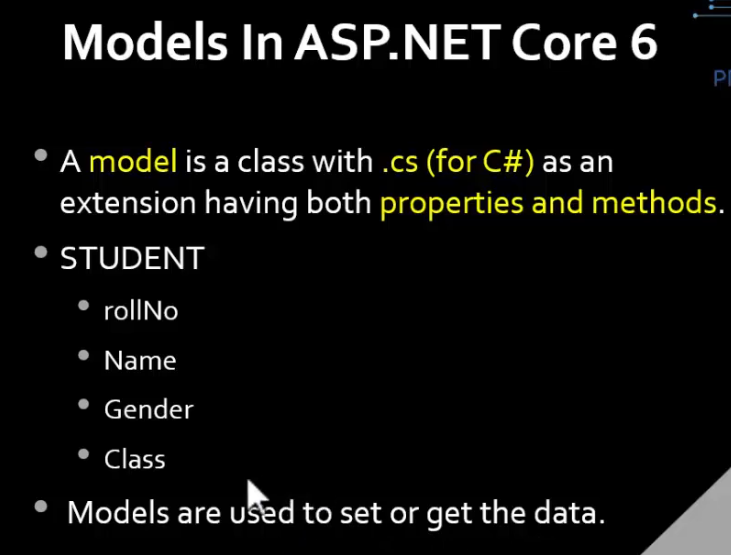 Models In ASP.NET Core 6
• A model is a class with .cs (for C#) as an
extension having both properties and methods.
• STUDENT
• rollNo
• Name
• Gender
• Class
• Models are used to set or get the data.